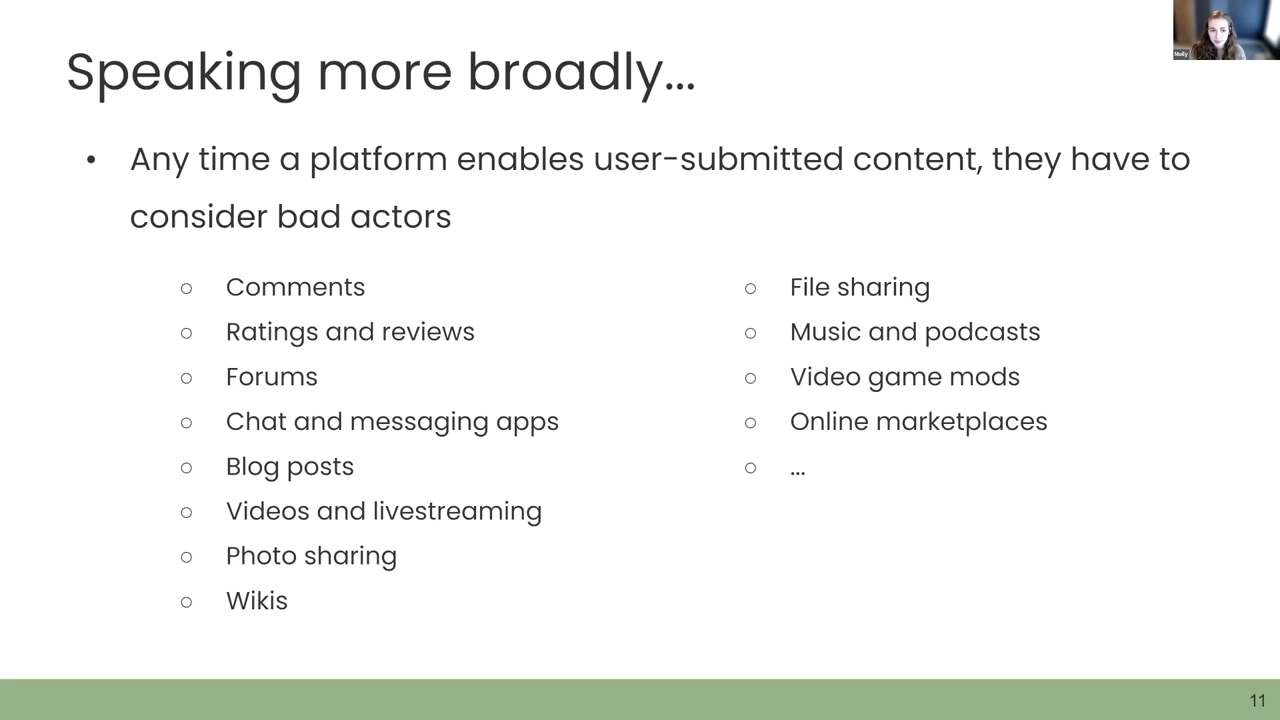 Speaking more broadly...
Molly
• Any time a platform enables user-submitted content, they have to
consider bad actors
○ Comments
○ Ratings and reviews
○ Forums
○ Chat and messaging apps
○ Blog posts
○ Videos and livestreaming
○ Photo sharing
○ Wikis
○ File sharing
○ Music and podcasts
○ Video game mods
○ Online marketplaces
○ ...
11